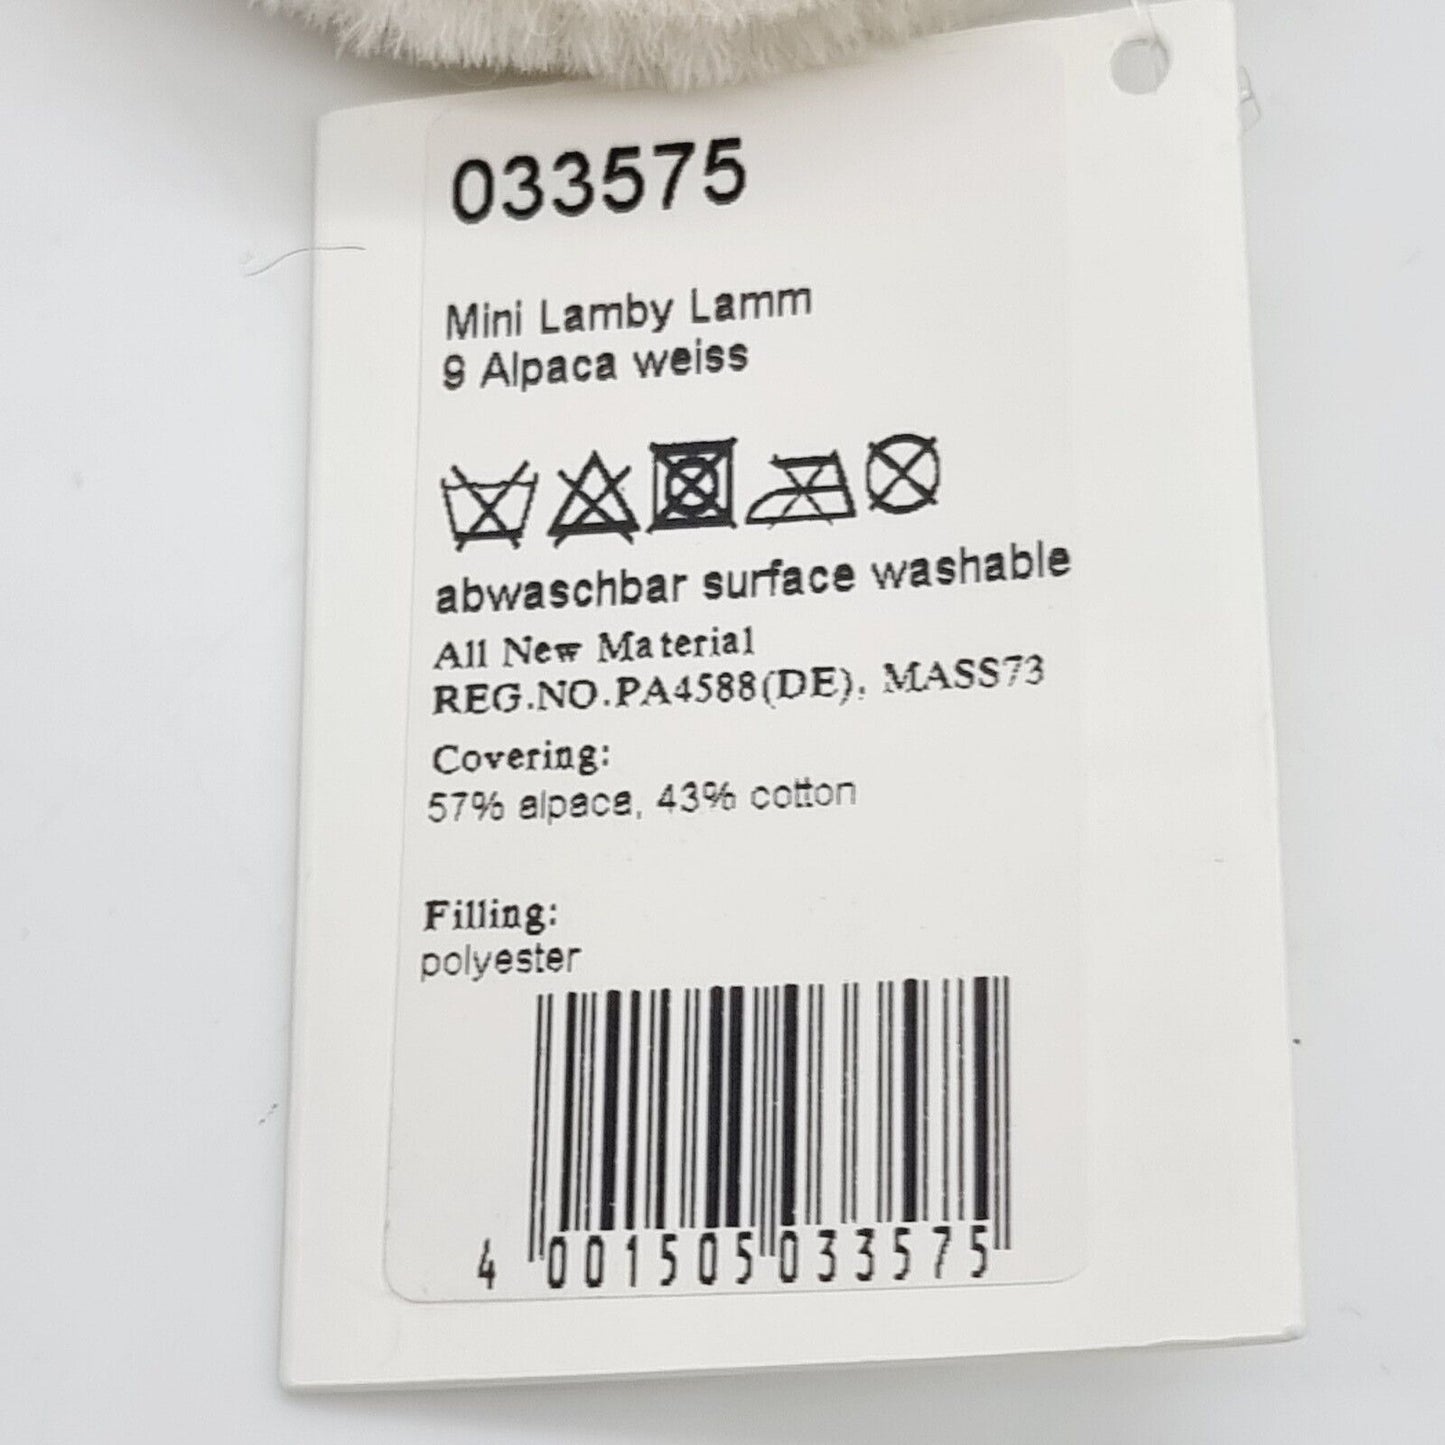 033575
Mini Lamby Lamm
9 Alpaca weiss
abwaschbar surface washable
All New Material
REG.NO.PA4588(DE), MASS73
Covering:
57% alpaca, 43% cotton
Filling:
polyester
4 001505 033575